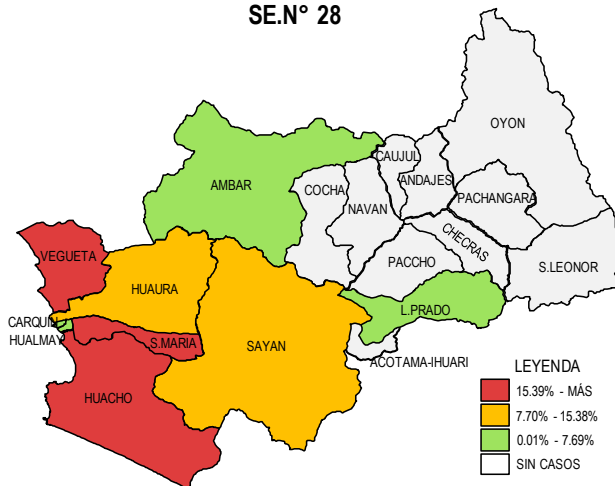 SE.N° 28
OYON
CAUJUL
AMBAR
COCHA
ANDAJES
PACHANGARA
NAVAN
CHECRAS
VEGUETA
PACCHO
S.LEONOR
HUAURA
L.PRADO
CARQUIN
HUALMAY
S.MARIA
SAYAN
ACOTAMA-IHUARI
HUACHO
LEYENDA
15.39% - MÁS
7.70% - 15.38%
0.01% - 7.69%
SIN CASOS